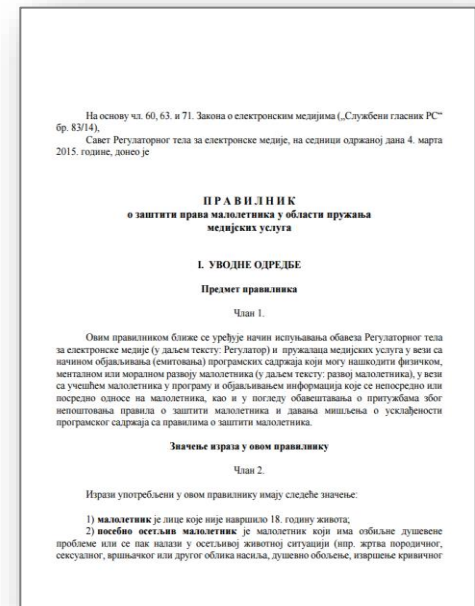 На основу чл. 60, 63. и 71. Закона о електронским медијима („Службени гласник РС“
бр. 83/14),
Савет Регулаторног тела за електронске медије, на седници одржаној дана 4. марта
2015. године, донео је
П Р А В И Л Н И К
о заштити права малолетника у области пружања
медијских услуга
I. УВОДНЕ ОДРЕДБЕ
Предмет правилника
Члан 1.
Овим правилником ближе се уређује начин испуњавања обавеза Регулаторног тела
за електронске медије (у даљем тексту: Регулатор) и пружалаца медијских услуга у вези са
начином објављивања (емитовања) програмских садржаја који могу нашкодити физичком,
менталном или моралном развоју малолетника (у даљем тексту: развој малолетника), у вези
са учешћем малолетника у програму и објављивањем информација које се непосредно или
посредно односе на малолетника, као и у погледу обавештавања о притужбама због
непоштовања правила о заштити малолетника и давања мишљења о усклађености
програмског садржаја са правилима о заштити малолетника.
Значење израза у овом правилнику
Члан 2.
Изрази употребљени у овом правилнику имају следеће значење:
1) малолетник је лице које није навршило 18. годину живота;
2) посебно осетљив малолетник је малолетник који има озбиљне душевне
проблеме или се пак налази у осетљивој животној ситуацији (нпр. жртва породичног,
сексуалног, вршњачког или другог облика насиља, душевно обољење, извршење кривичног